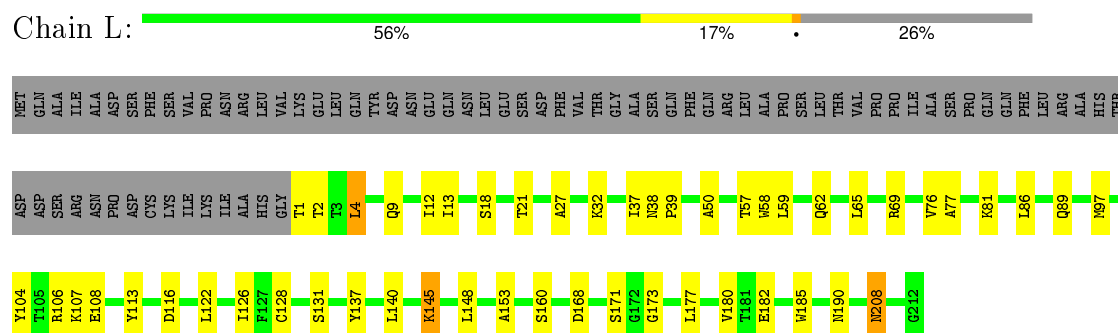 Chain L:
56% 17% • 26%
MET GLN ALA ILE ALA ASP SER PHE SER VAL PRO ASN ARG LEU VAL LYS GLU LEU GLN TYR ASP ASN GLU GLN ASN LEU GLU SER ASP PHE VAL THR GLY ALA SER GLN PHE GLN ARG LEU ALA PRO SER LEU THR VAL PRO PRO ILE ALA SER PRO GLN GLN PHE LEU ARG ALA HIS THR
ASP ASP SER ARG ASN PRO ASP CYS LYS ILE LYS ILE ALA HIS GLY T1 T2 T3 L4 Q9 I12 I13 S18 T21 A27 K32 I37 N38 P39 A50 T57 W58 L59 Q62 L65 R69 V76 A77 K81 L86 Q89 M97
Y104 T105 R106 K107 E108 Y113 D116 L122 I126 F127 C128 S131 Y137 L140 K145 L148 A153 S160 D168 S171 G172 G173 L177 V180 T181 E182 W185 N190 N208 G212